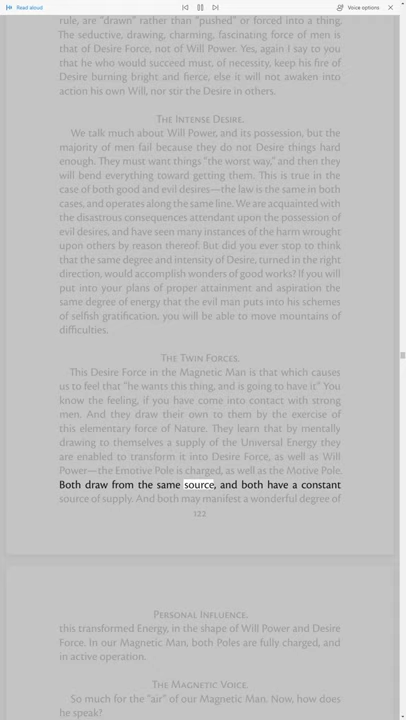 Read aloud
Voice options
rule, are “drawn” rather than “pushed” or forced into a thing.
The seductive, drawing, charming, fascinating force of men is
that of Desire Force, not of Will Power. Yes, again I say to you
that he who would succeed must, of necessity, keep his fire of
Desire burning bright and fierce, else it will not awaken into
action his own Will, nor stir the Desire in others.
The Intense Desire.
We talk much about Will Power, and its possession, but the
majority of men fail because they do not Desire things hard
enough. They must want things “the worst way,” and then they
will bend everything toward getting them. This is true in the
case of both good and evil desires—the law is the same in both
cases, and operates along the same line. We are acquainted with
the disastrous consequences attendant upon the possession of
evil desires, and have seen many instances of the harm wrought
upon others by reason thereof. But did you ever stop to think
that the same degree and intensity of Desire, turned in the right
direction, would accomplish wonders of good works? If you will
put into your plans of proper attainment and aspiration the
same degree of energy that the evil man puts into his schemes
of selfish gratification, you will be able to move mountains of
difficulties.
The Twin Forces.
This Desire Force in the Magnetic Man is that which causes
us to feel that “he wants this thing, and is going to have it” You
know the feeling, if you have come into contact with strong
men. And they draw their own to them by the exercise of
this elementary force of Nature. They learn that by mentally
drawing to themselves a supply of the Universal Energy they
are enabled to transform it into Desire Force, as well as Will
Power—the Emotive Pole is charged, as well as the Motive Pole.
Both draw from the same source, and both have a constant
source of supply. And both may manifest a wonderful degree of
122
Personal Influence.
this transformed Energy, in the shape of Will Power and Desire
Force. In our Magnetic Man, both Poles are fully charged, and
in active operation.
The Magnetic Voice.
So much for the “air” of our Magnetic Man. Now, how does
he speak?